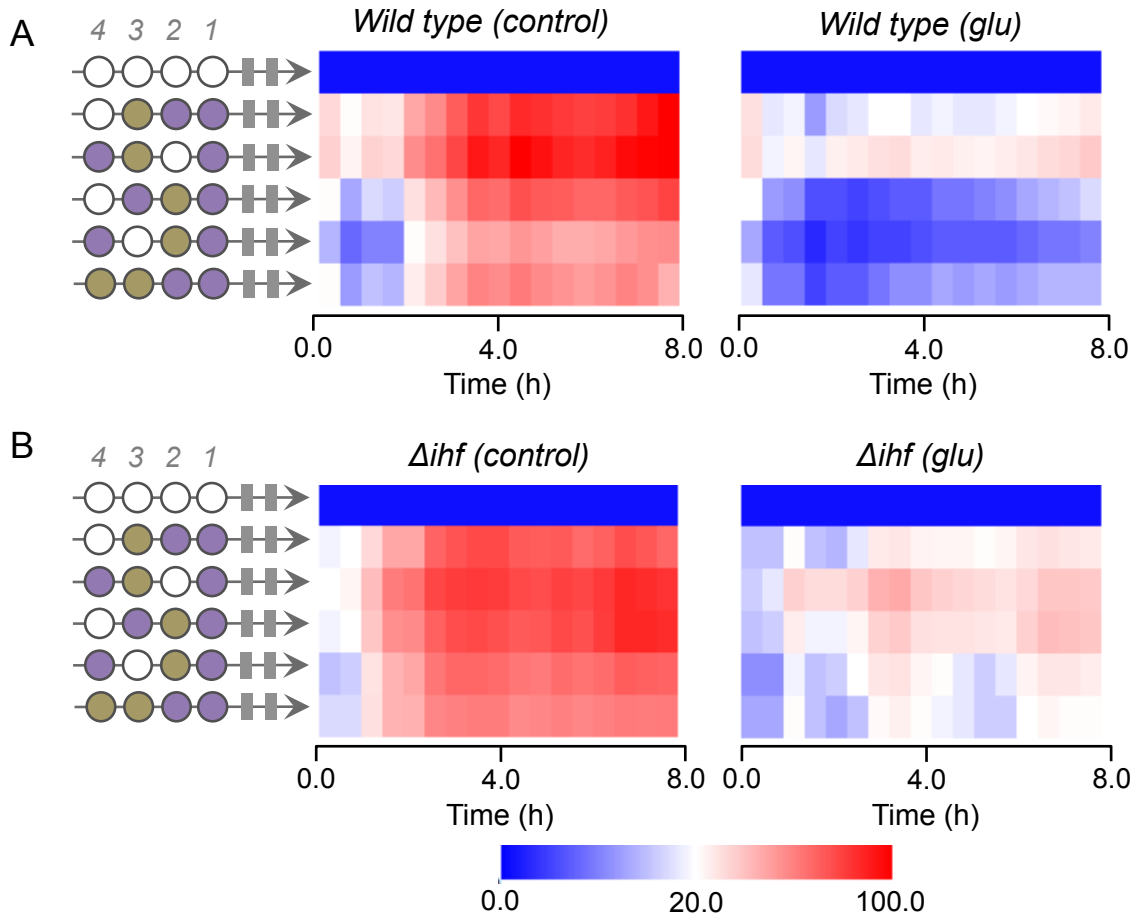 A
4 3 2 1
Wild type (control)
Wild type (glu)
0.0 4.0 8.0
Time (h)
0.0 4.0 8.0
Time (h)
B
4 3 2 1
Δihf (control)
Δihf (glu)
0.0 4.0 8.0
Time (h)
0.0 4.0 8.0
Time (h)
0.0 20.0 100.0